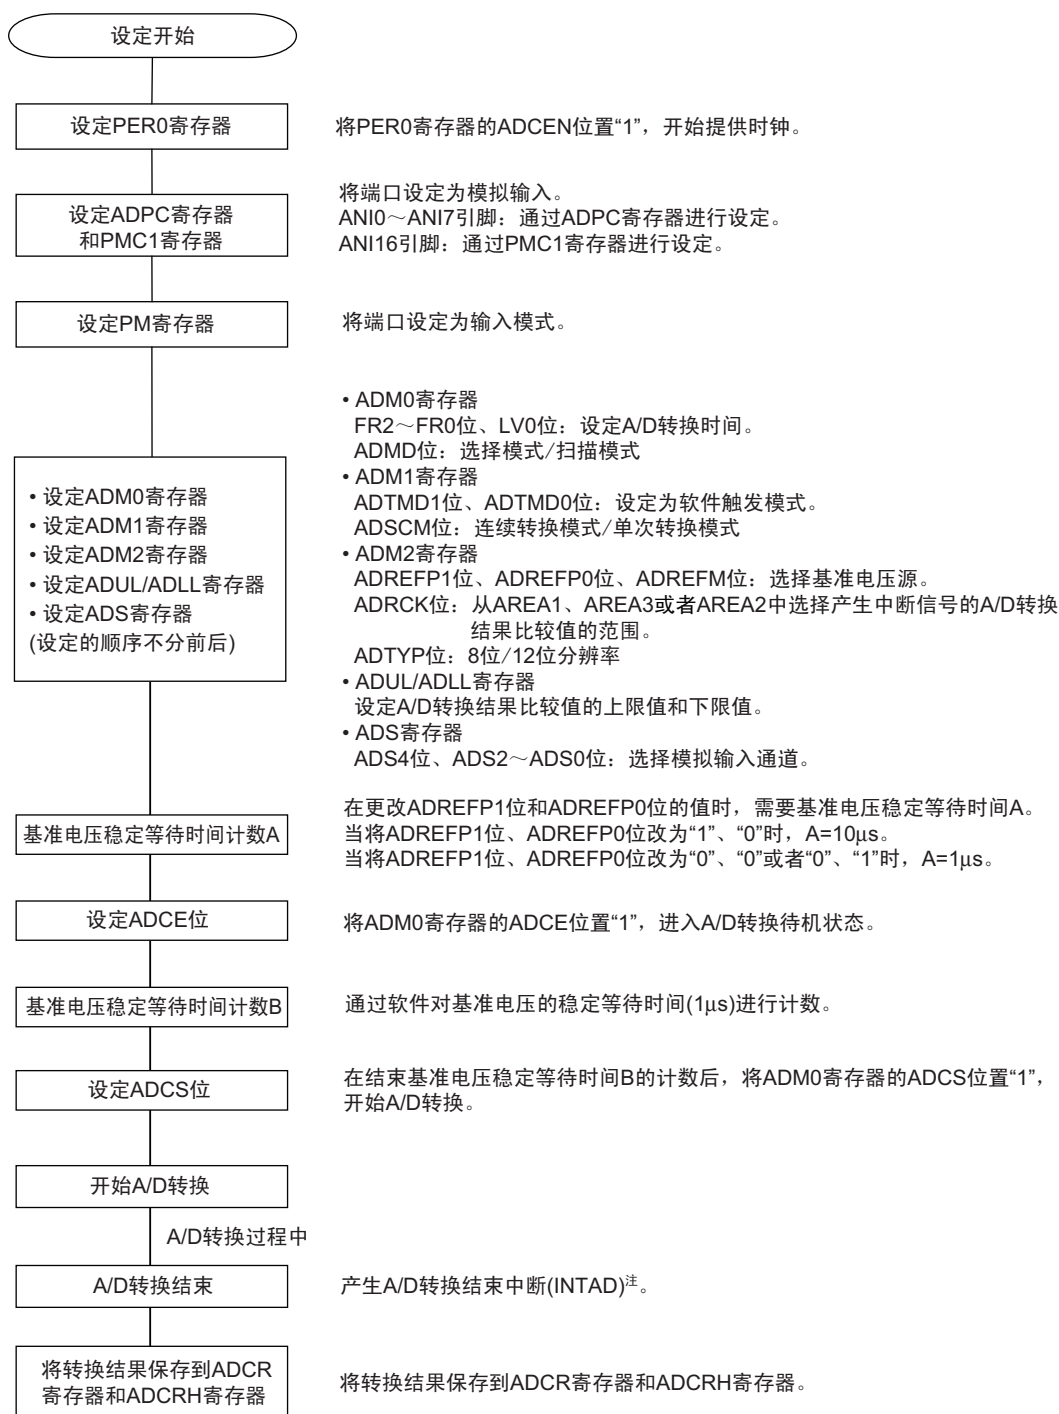 设定开始
设定PER0寄存器
将PER0寄存器的ADCEN位置“1”，开始提供时钟。
设定ADPC寄存器
和PMC1寄存器
将端口设定为模拟输入。
ANI0～ANI7引脚：通过ADPC寄存器进行设定。
ANI16引脚：通过PMC1寄存器进行设定。
设定PM寄存器
将端口设定为输入模式。
• 设定ADM0寄存器
• 设定ADM1寄存器
• 设定ADM2寄存器
• 设定ADUL/ADLL寄存器
• 设定ADS寄存器
(设定的顺序不分前后)
• ADM0寄存器
FR2～FR0位、LV0位：设定A/D转换时间。
ADMD位：选择模式/扫描模式
• ADM1寄存器
ADTMD1位、ADTMD0位：设定为软件触发模式。
ADSCM位：连续转换模式/单次转换模式
• ADM2寄存器
ADREFP1位、ADREFP0位、ADREFM位：选择基准电压源。
ADRCK位：从AREA1、AREA3或者AREA2中选择产生中断信号的A/D转换
结果比较值的范围。
ADTYP位：8位/12位分辨率
• ADUL/ADLL寄存器
设定A/D转换结果比较值的上限值和下限值。
• ADS寄存器
ADS4位、ADS2～ADS0位：选择模拟输入通道。
基准电压稳定等待时间计数A
在更改ADREFP1位和ADREFP0位的值时，需要基准电压稳定等待时间A。
当将ADREFP1位、ADREFP0位改为“1”、“0”时，A=10μs。
当将ADREFP1位、ADREFP0位改为“0”、“0”或者“0”、“1”时，A=1μs。
设定ADCE位
将ADM0寄存器的ADCE位置“1”，进入A/D转换待机状态。
基准电压稳定等待时间计数B
通过软件对基准电压的稳定等待时间(1μs)进行计数。
设定ADCS位
在结束基准电压稳定等待时间B的计数后，将ADM0寄存器的ADCS位置“1”，
开始A/D转换。
开始A/D转换
A/D转换过程中
A/D转换结束
产生A/D转换结束中断(INTAD)注。
将转换结果保存到ADCR
寄存器和ADCRH寄存器
将转换结果保存到ADCR寄存器和ADCRH寄存器。